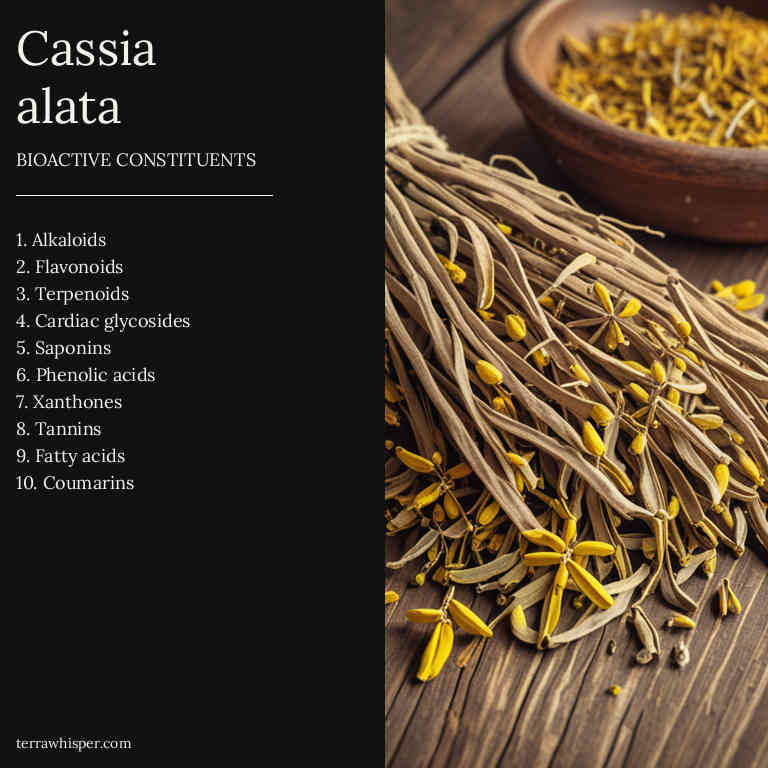 Cassia
alata
BIOACTIVE CONSTITUENTS
1. Alkaloids
2. Flavonoids
3. Terpenoids
4. Cardiac glycosides
5. Saponins
6. Phenolic acids
7. Xanthones
8. Tannins
9. Fatty acids
10. Coumarins
terrawhisper.com